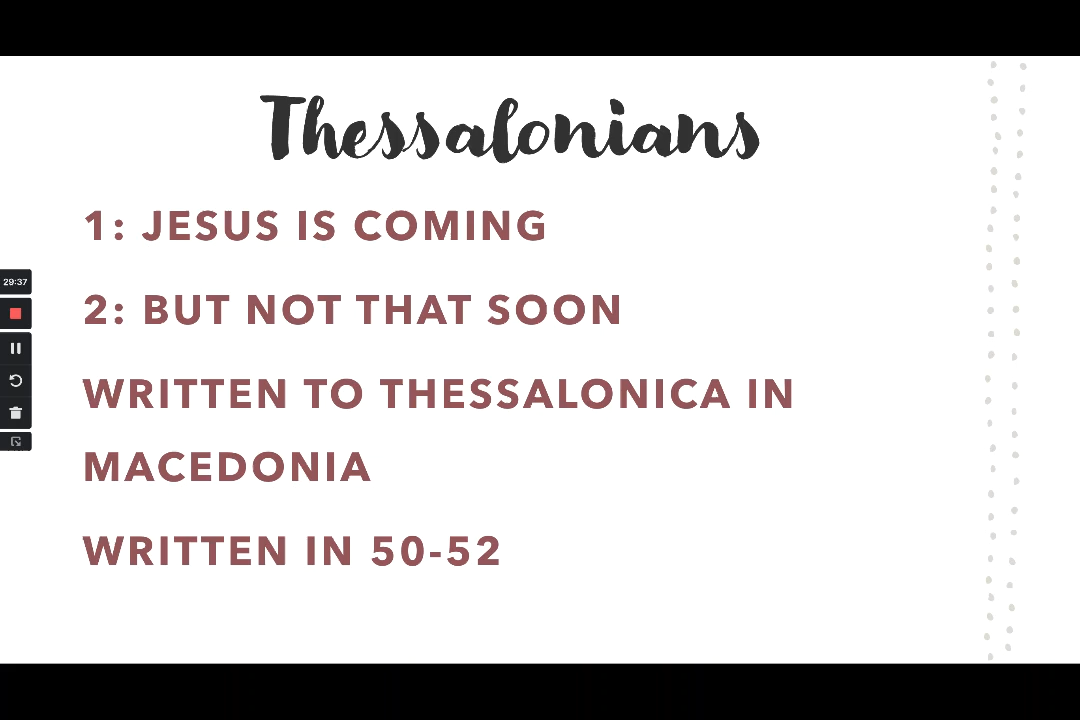 Thessalonians
1: JESUS IS COMING
29:37
2: BUT NOT THAT SOON
WRITTEN TO THESSALONICA IN
MACEDONIA
WRITTEN IN 50-52